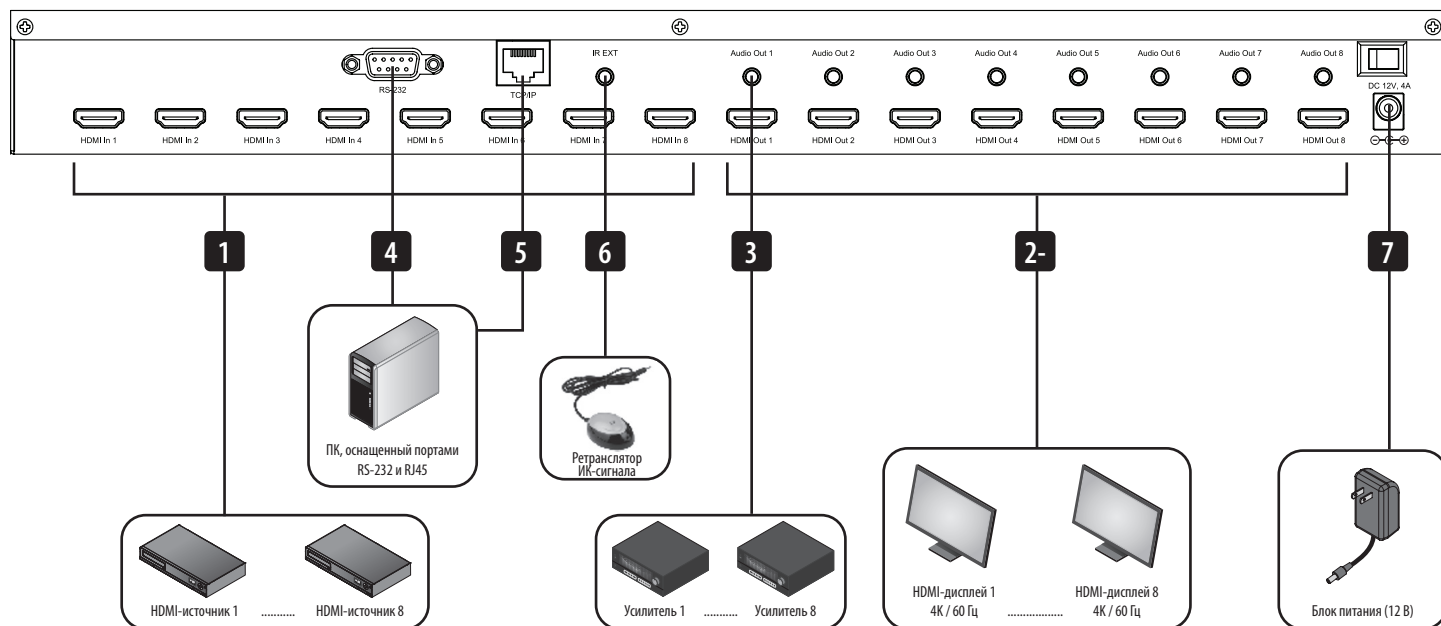 IR EXT Audio Out 1 Audio Out 2 Audio Out 3 Audio Out 4 Audio Out 5 Audio Out 6 Audio Out 7 Audio Out 8
RS-232 TCP/IP DC 12V, 4A
HDMI In 1 HDMI In 2 HDMI In 3 HDMI In 4 HDMI In 5 HDMI In 6 HDMI In 7 HDMI In 8 HDMI Out 1 HDMI Out 2 HDMI Out 3 HDMI Out 4 HDMI Out 5 HDMI Out 6 HDMI Out 7 HDMI Out 8
1 4 5 6 3 2- 7
ПК, оснащенный портами
RS-232 и RJ45
Ретранслятор
ИК-сигнала
HDMI-источник 1 ........... HDMI-источник 8
Усилитель 1 ........... Усилитель 8
HDMI-дисплей 1 HDMI-дисплей 8
4K / 60 Гц .................... 4K / 60 Гц
Блок питания (12 В)